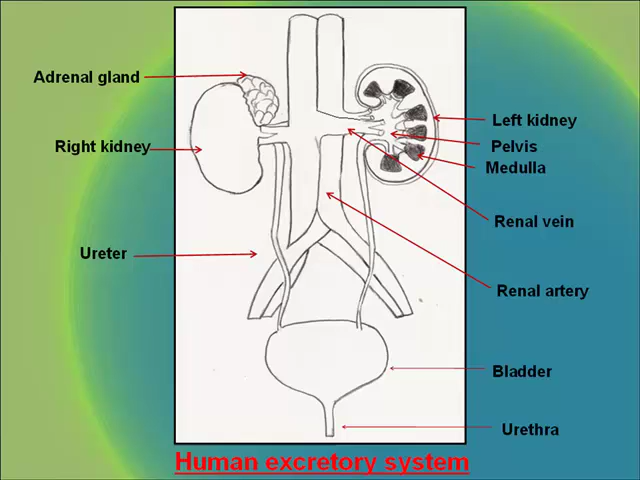 Adrenal gland
Left kidney
Right kidney
Pelvis
Medulla
Renal vein
Ureter
Renal artery
Bladder
Urethra
Human excretory system